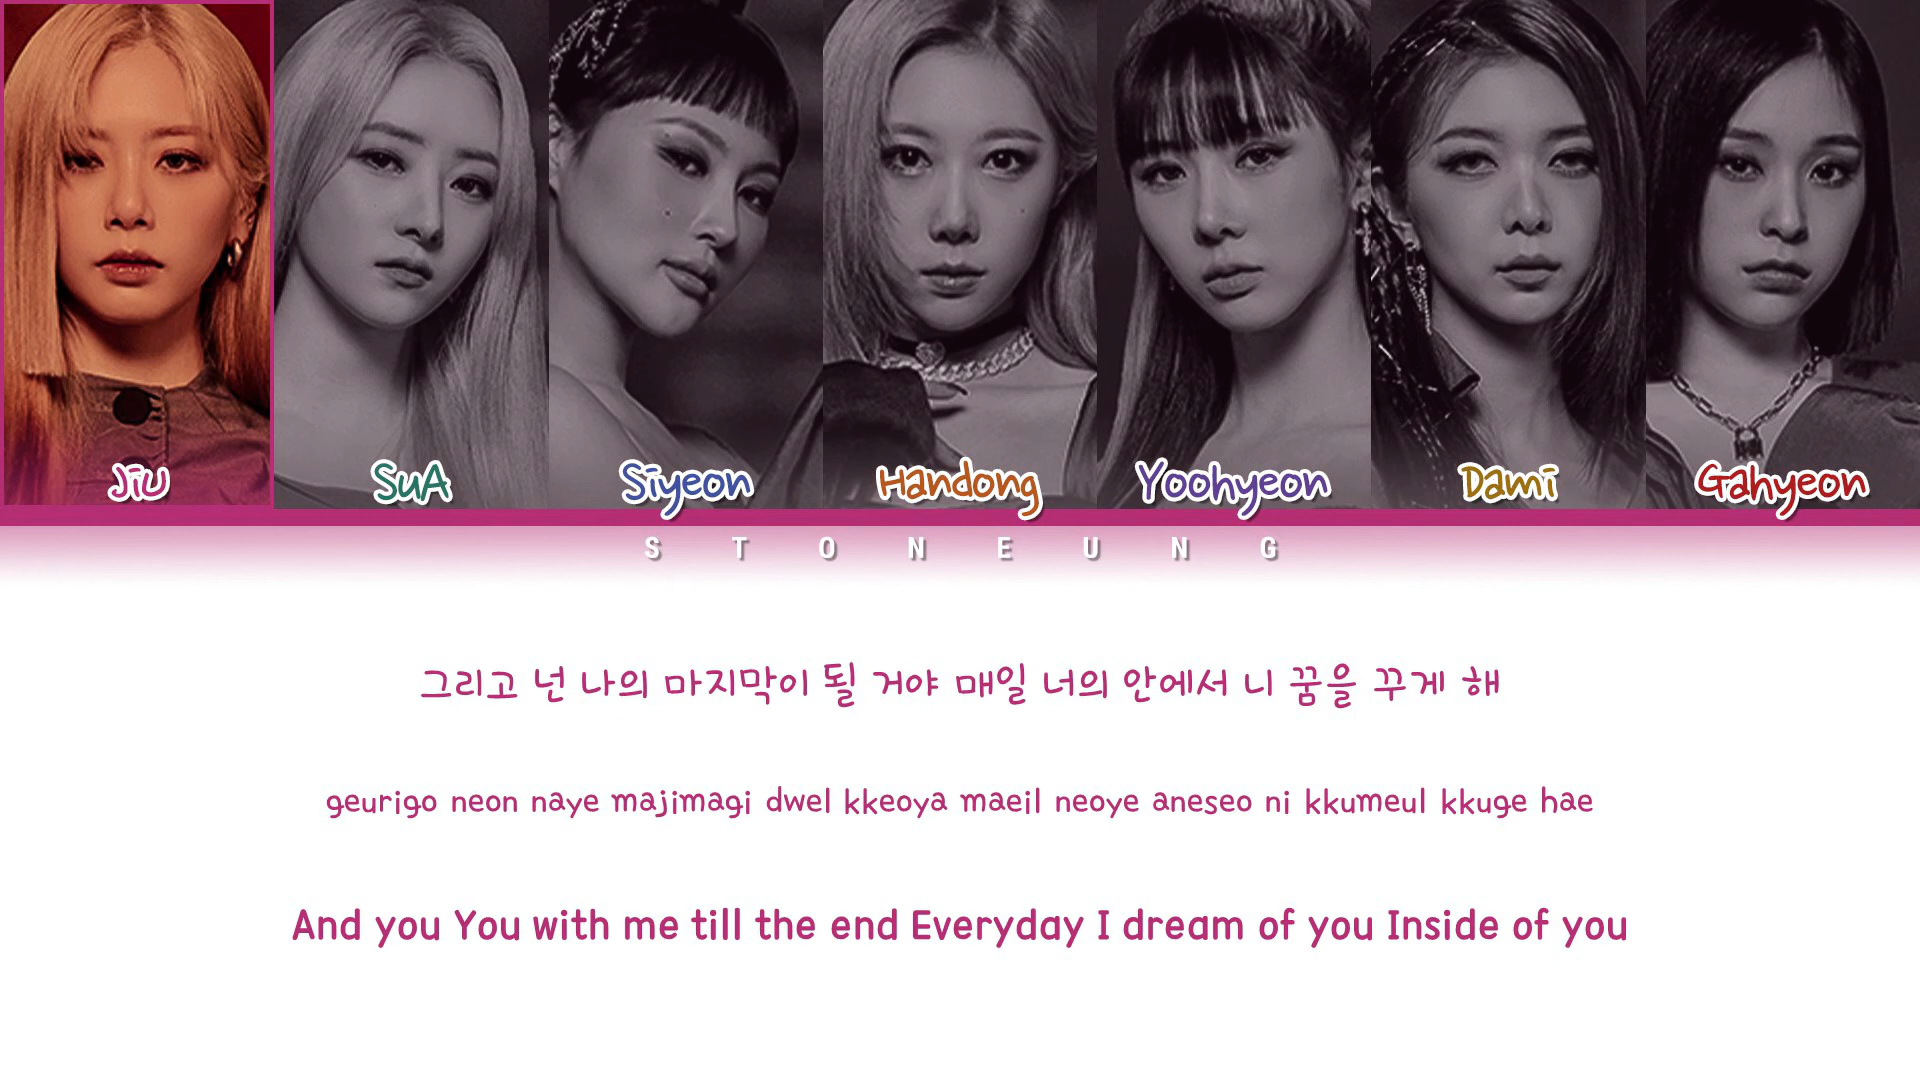 Jiu SuA Siyeon Handong Yoohyeon Dami Gahyeon
STONEUNG
그리고 넌 나의 마지막이 될 거야 매일 너의 안에서 니 꿈을 꾸게 해
geurigo neon naye majimagi dwel kkeoya maeil neoye aneseo ni kkumeul kkuge hae
And you You with me till the end Everyday I dream of you Inside of you